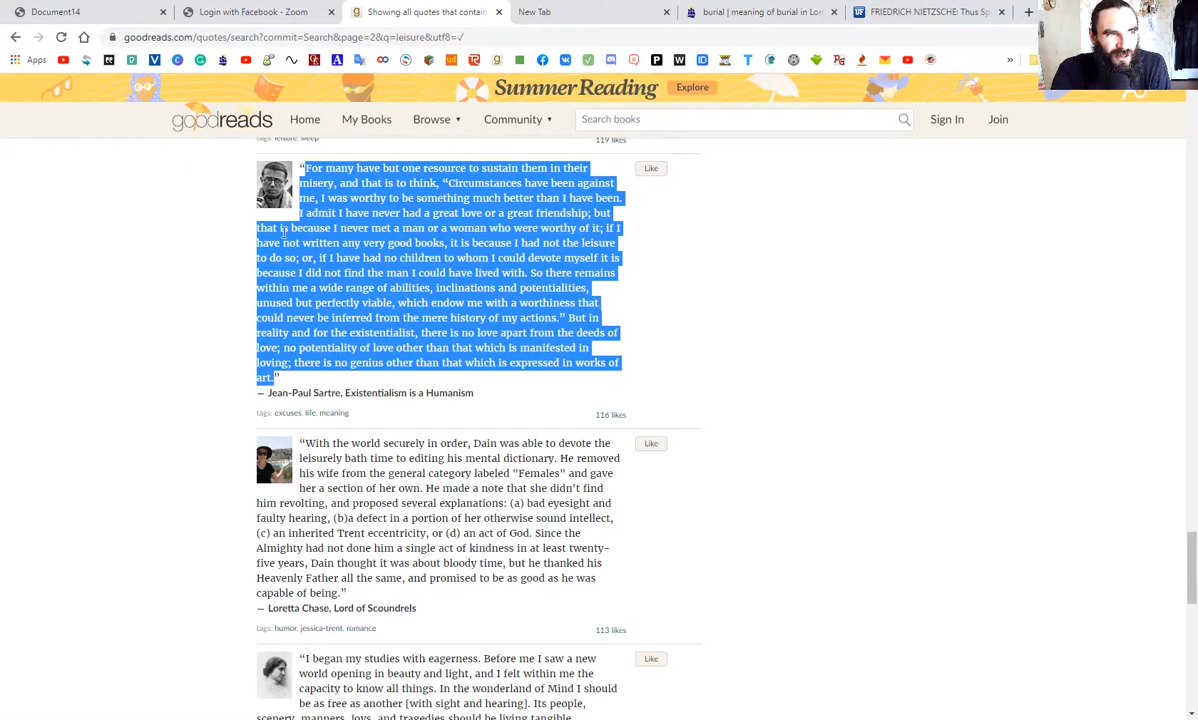 Document14
Login with Facebook - Zoom
Showing all quotes that contain
New Tab
burial | meaning of burial in Lon
FRIEDRICH NIETZSCHE: Thus Sp
goodreads.com/quotes/search?commit=Search&page=2&q=leisure&utf8=✓
Apps
Summer Reading
Explore
goodreads
Home
My Books
Browse ▾
Community ▾
Search books
Sign In
Join
tags: leisure, sleep
119 likes
“For many have but one resource to sustain them in their
misery, and that is to think, “Circumstances have been against
me, I was worthy to be something much better than I have been.
I admit I have never had a great love or a great friendship; but
that is because I never met a man or a woman who were worthy of it; if I
have not written any very good books, it is because I had not the leisure
to do so; or, if I have had no children to whom I could devote myself it is
because I did not find the man I could have lived with. So there remains
within me a wide range of abilities, inclinations and potentialities,
unused but perfectly viable, which endow me with a worthiness that
could never be inferred from the mere history of my actions.” But in
reality and for the existentialist, there is no love apart from the deeds of
love; no potentiality of love other than that which is manifested in
loving; there is no genius other than that which is expressed in works of
art.”
Like
― Jean-Paul Sartre, Existentialism is a Humanism
tags: excuses, life, meaning
116 likes
“With the world securely in order, Dain was able to devote the
leisurely bath time to editing his mental dictionary. He removed
his wife from the general category labeled "Females" and gave
her a section of her own. He made a note that she didn't find
him revolting, and proposed several explanations: (a) bad eyesight and
faulty hearing, (b)a defect in a portion of her otherwise sound intellect,
(c) an inherited Trent eccentricity, or (d) an act of God. Since the
Almighty had not done him a single act of kindness in at least twenty-
five years, Dain thought it was about bloody time, but he thanked his
Heavenly Father all the same, and promised to be as good as he was
capable of being.”
Like
― Loretta Chase, Lord of Scoundrels
tags: humor, jessica-trent, romance
113 likes
“I began my studies with eagerness. Before me I saw a new
world opening in beauty and light, and I felt within me the
capacity to know all things. In the wonderland of Mind I should
be as free as another [with sight and hearing]. Its people,
scenery, manners, joys, and tragedies should be living tangible
Like